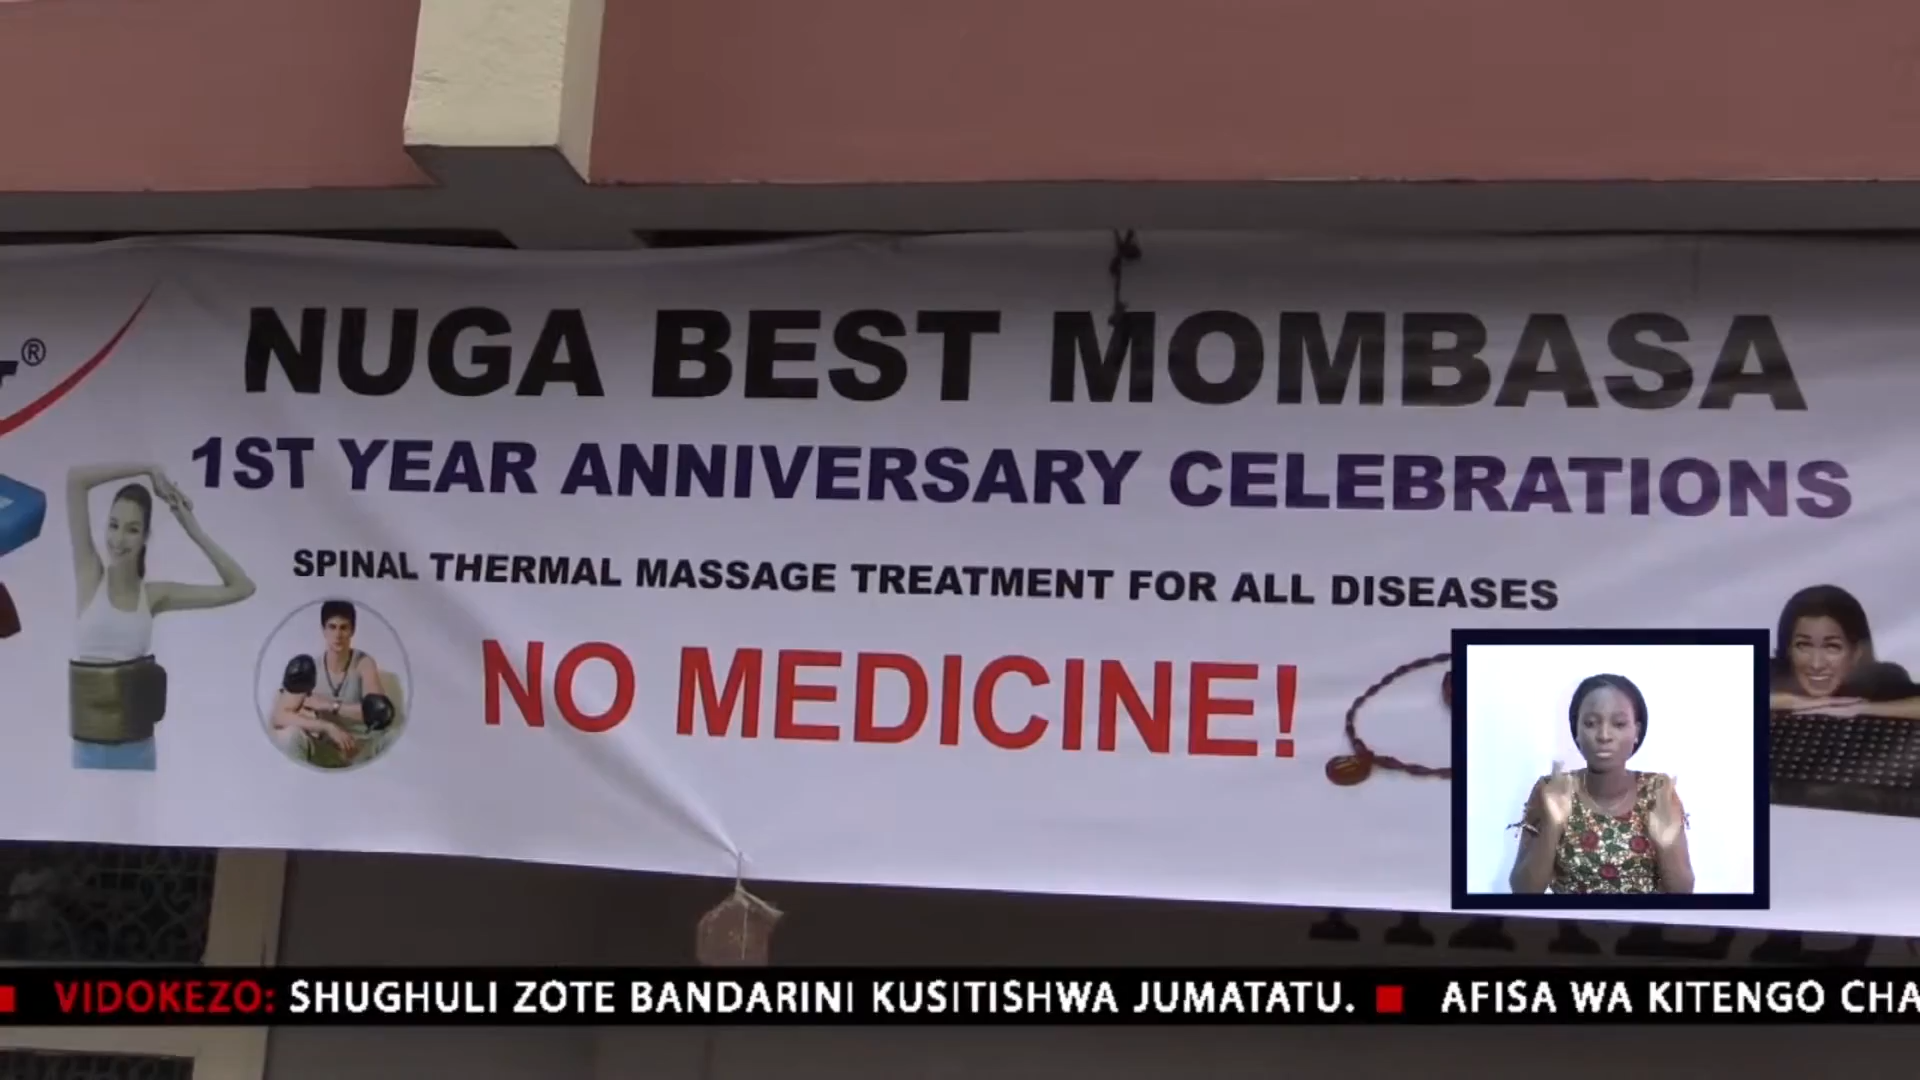 ®
NUGA BEST MOMBASA
1ST YEAR ANNIVERSARY CELEBRATIONS
SPINAL THERMAL MASSAGE TREATMENT FOR ALL DISEASES
NO MEDICINE!
VIDOKEZO: SHUGHULI ZOTE BANDARINI KUSITISHWA JUMATATU. AFISA WA KITENGO CHA